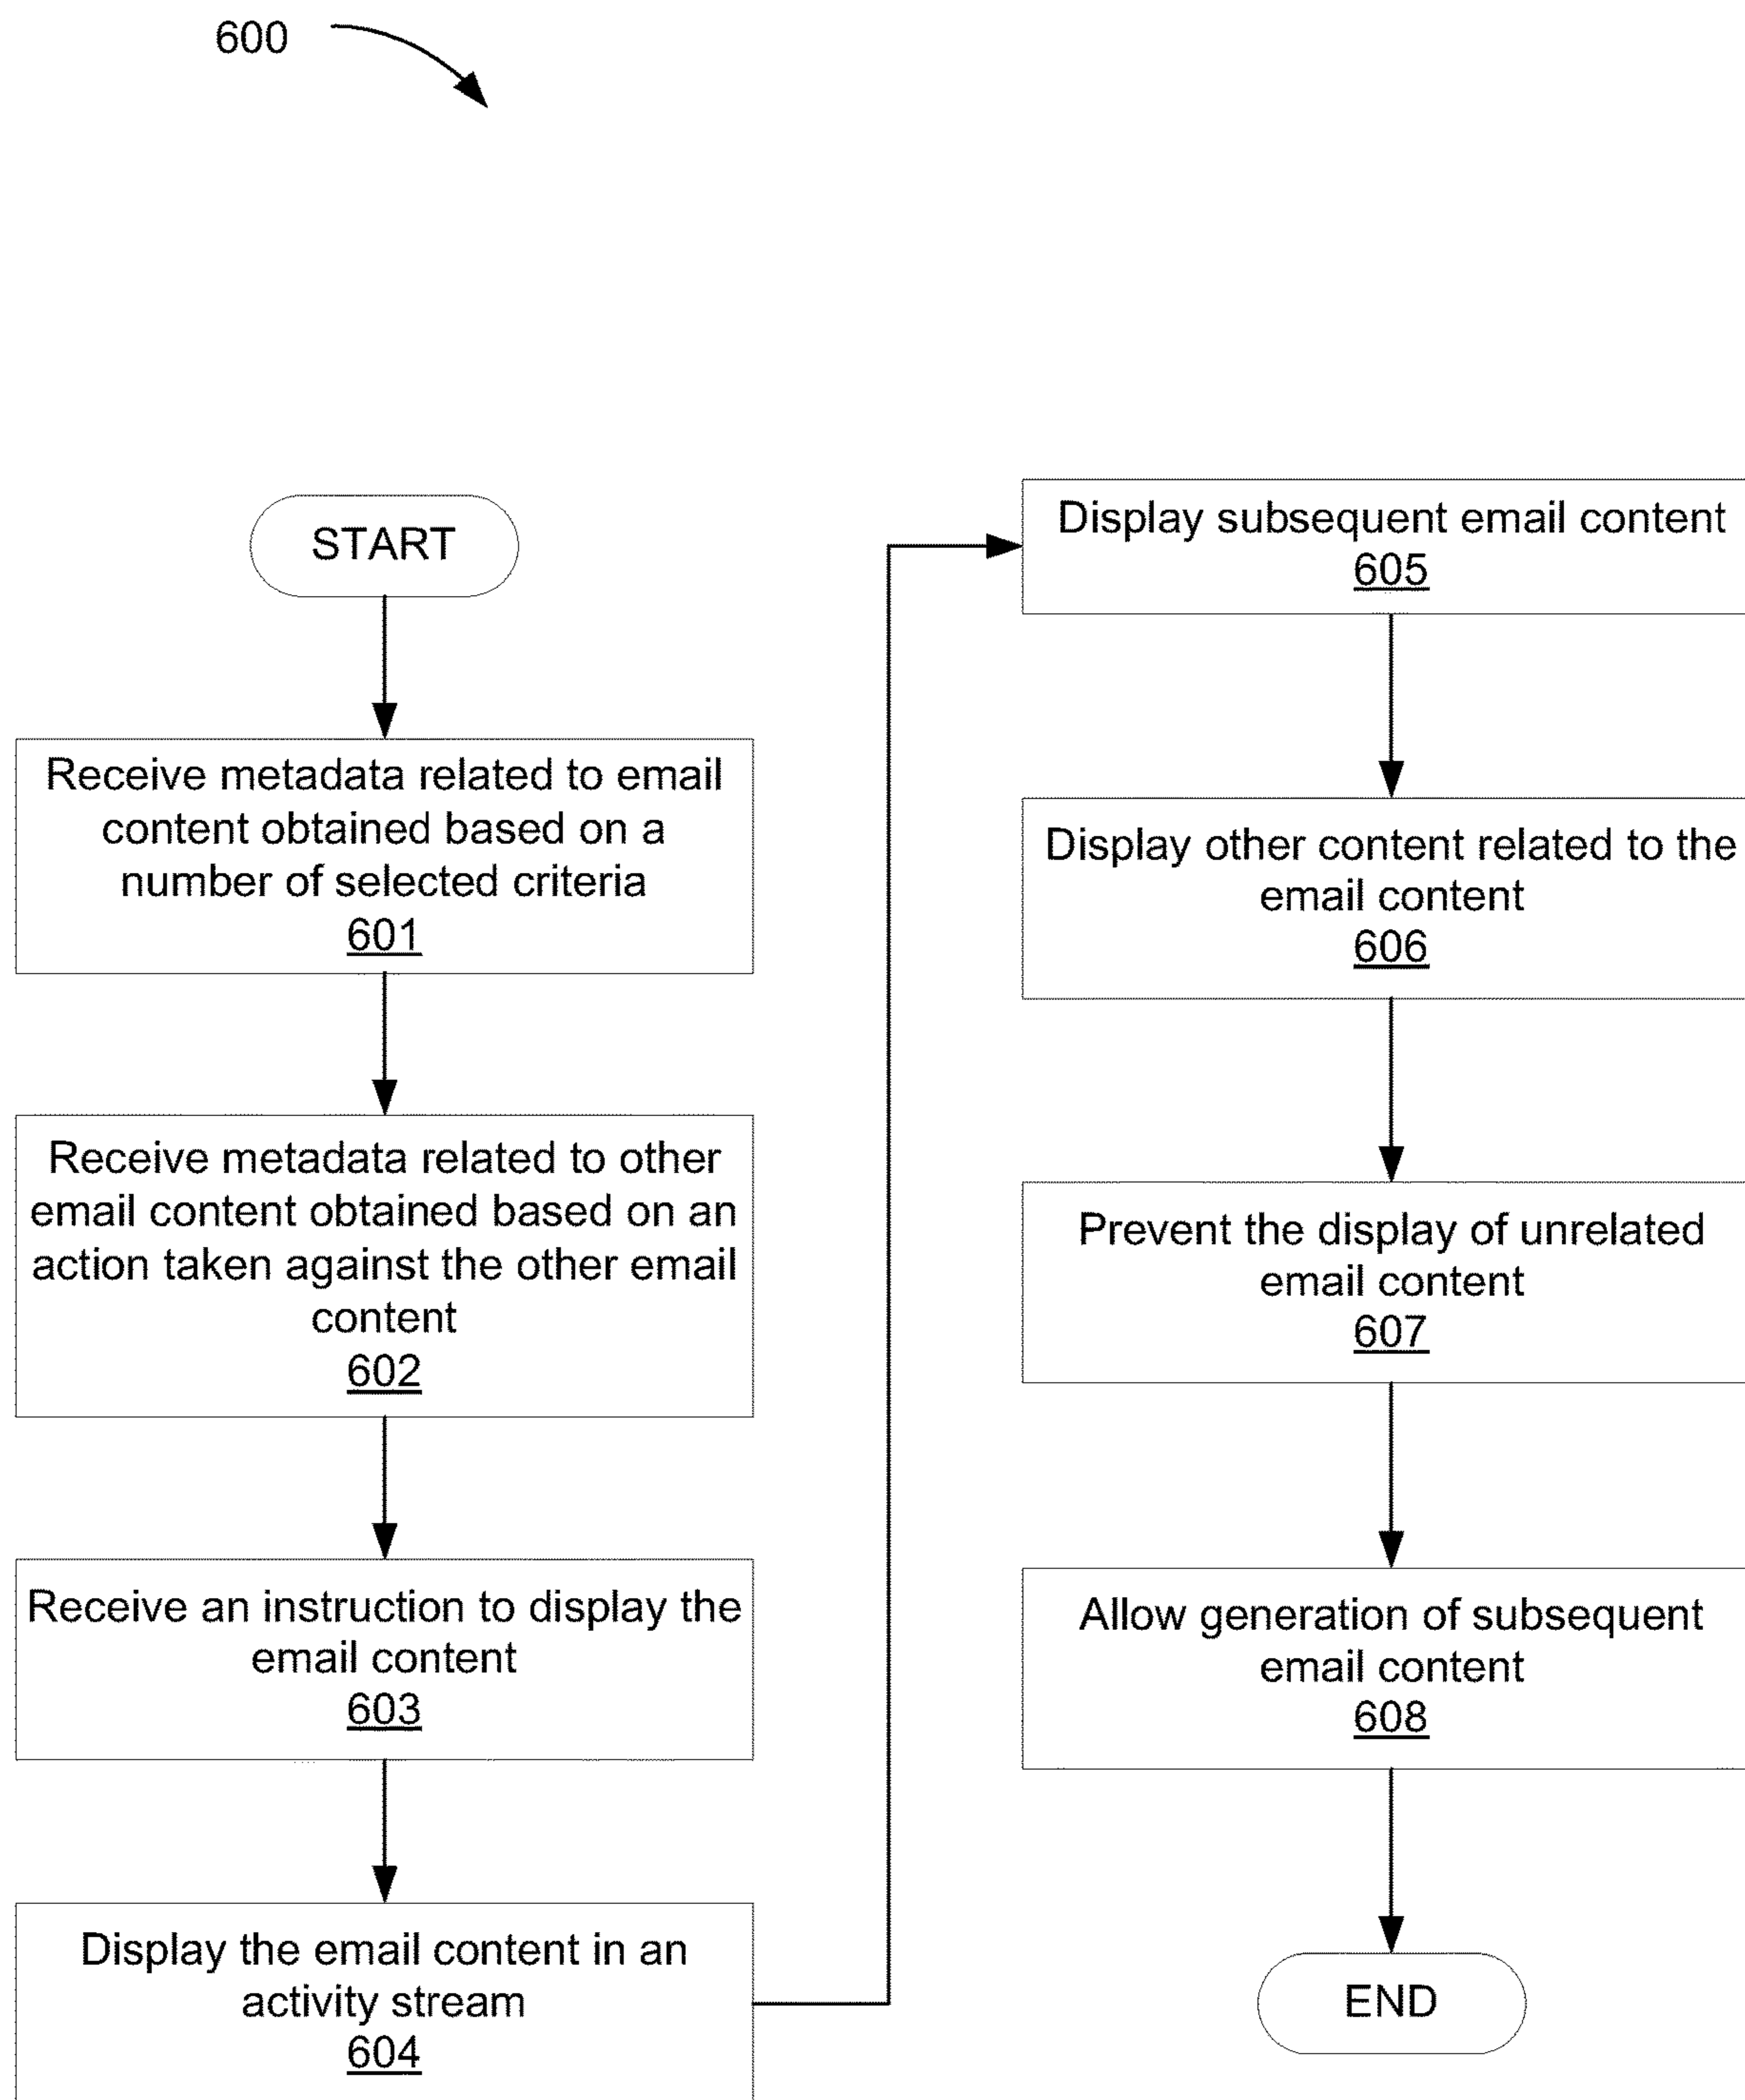 600
START
Receive metadata related to email
content obtained based on a
number of selected criteria
601
Receive metadata related to other
email content obtained based on an
action taken against the other email
content
602
Receive an instruction to display the
email content
603
Display the email content in an
activity stream
604
Display subsequent email content
605
Display other content related to the
email content
606
Prevent the display of unrelated
email content
607
Allow generation of subsequent
email content
608
END